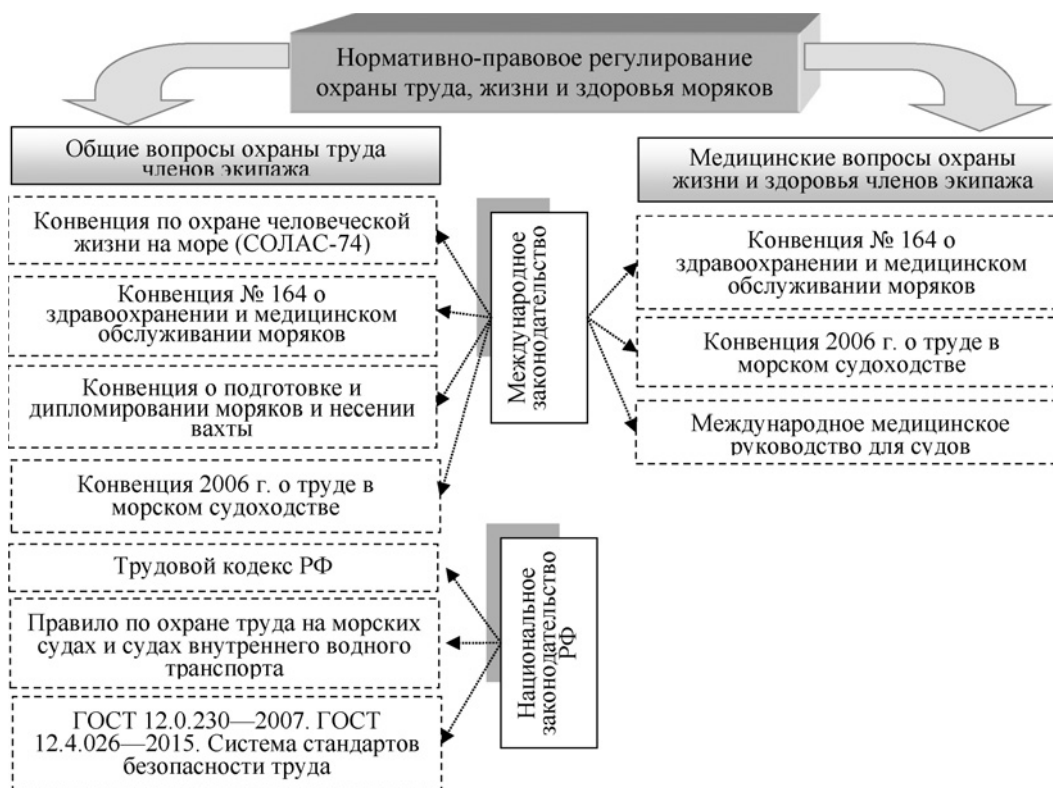 Нормативно-правовое регулирование
охраны труда, жизни и здоровья моряков
Общие вопросы охраны труда
членов экипажа
Конвенция по охране человеческой
жизни на море (СОЛАС-74)
Конвенция № 164 о
здравоохранении и медицинском
обслуживании моряков
Конвенция о подготовке и
дипломировании моряков и несении
вахты
Конвенция 2006 г. о труде в
морском судоходстве
Трудовой кодекс РФ
Правило по охране труда на морских
судах и судах внутреннего водного
транспорта
ГОСТ 12.0.230—2007. ГОСТ
12.4.026—2015. Система стандартов
безопасности труда
Международное
законодательство
Национальное
законодательство
РФ
Медицинские вопросы охраны
жизни и здоровья членов экипажа
Конвенция № 164 о
здравоохранении и медицинском
обслуживании моряков
Конвенция 2006 г. о труде в
морском судоходстве
Международное медицинское
руководство для судов